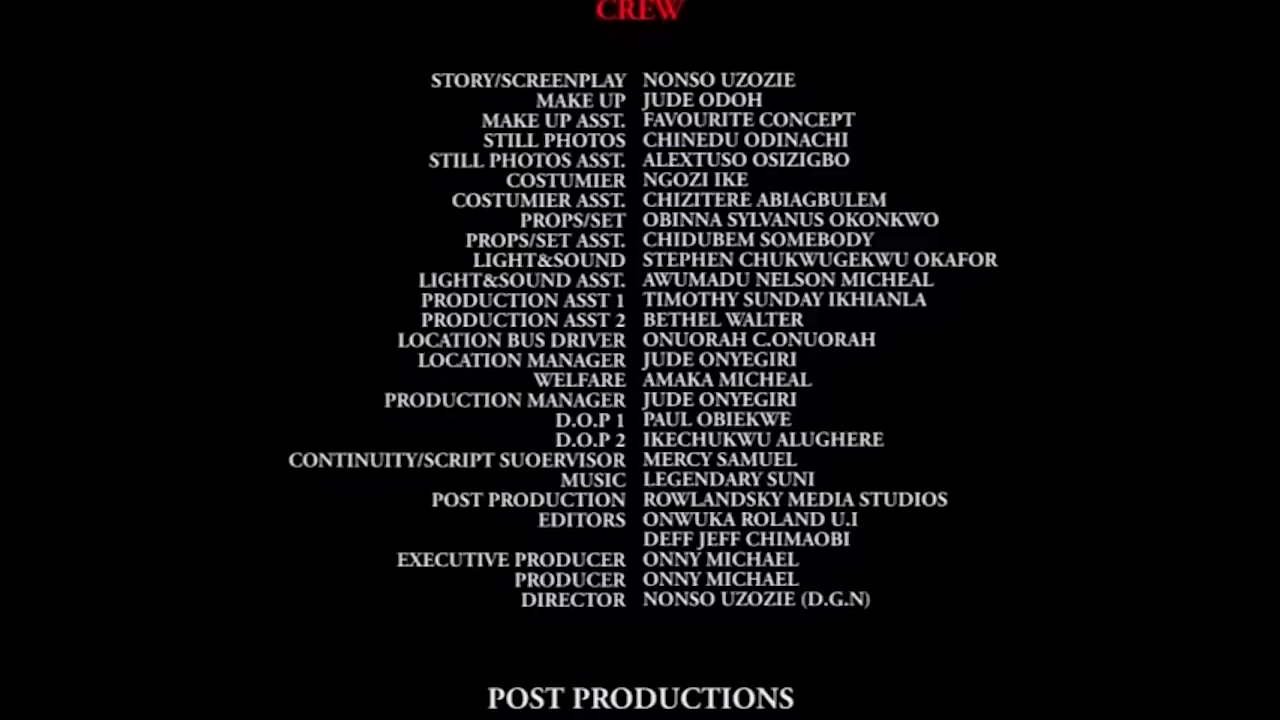 CREW
STORY/SCREENPLAY NONSO UZOZIE
MAKE UP JUDE ODOH
MAKE UP ASST. FAVOURITE CONCEPT
STILL PHOTOS CHINEDU ODINACHI
STILL PHOTOS ASST. ALEXTUSO OSIZIGBO
COSTUMIER NGOZI IKE
COSTUMIER ASST. CHIZITERE ABIAGBULEM
PROPS/SET OBINNA SYLVANUS OKONKWO
PROPS/SET ASST. CHIDUBEM SOMEBODY
LIGHT&SOUND STEPHEN CHUKWUGEKWU OKAFOR
LIGHT&SOUND ASST. AWUMADU NELSON MICHEAL
PRODUCTION ASST 1 TIMOTHY SUNDAY IKHIANLA
PRODUCTION ASST 2 BETHEL WALTER
LOCATION BUS DRIVER ONUORAH C.ONUORAH
LOCATION MANAGER JUDE ONYEGIRI
WELFARE AMAKA MICHEAL
PRODUCTION MANAGER JUDE ONYEGIRI
D.O.P 1 PAUL OBIEKWE
D.O.P 2 IKECHUKWU ALUGHERE
CONTINUITY/SCRIPT SUOERVISOR MERCY SAMUEL
MUSIC LEGENDARY SUNI
POST PRODUCTION ROWLANDSKY MEDIA STUDIOS
EDITORS ONWUKA ROLAND U.I
DEFF JEFF CHIMAOBI
EXECUTIVE PRODUCER ONNY MICHAEL
PRODUCER ONNY MICHAEL
DIRECTOR NONSO UZOZIE (D.G.N)
POST PRODUCTIONS